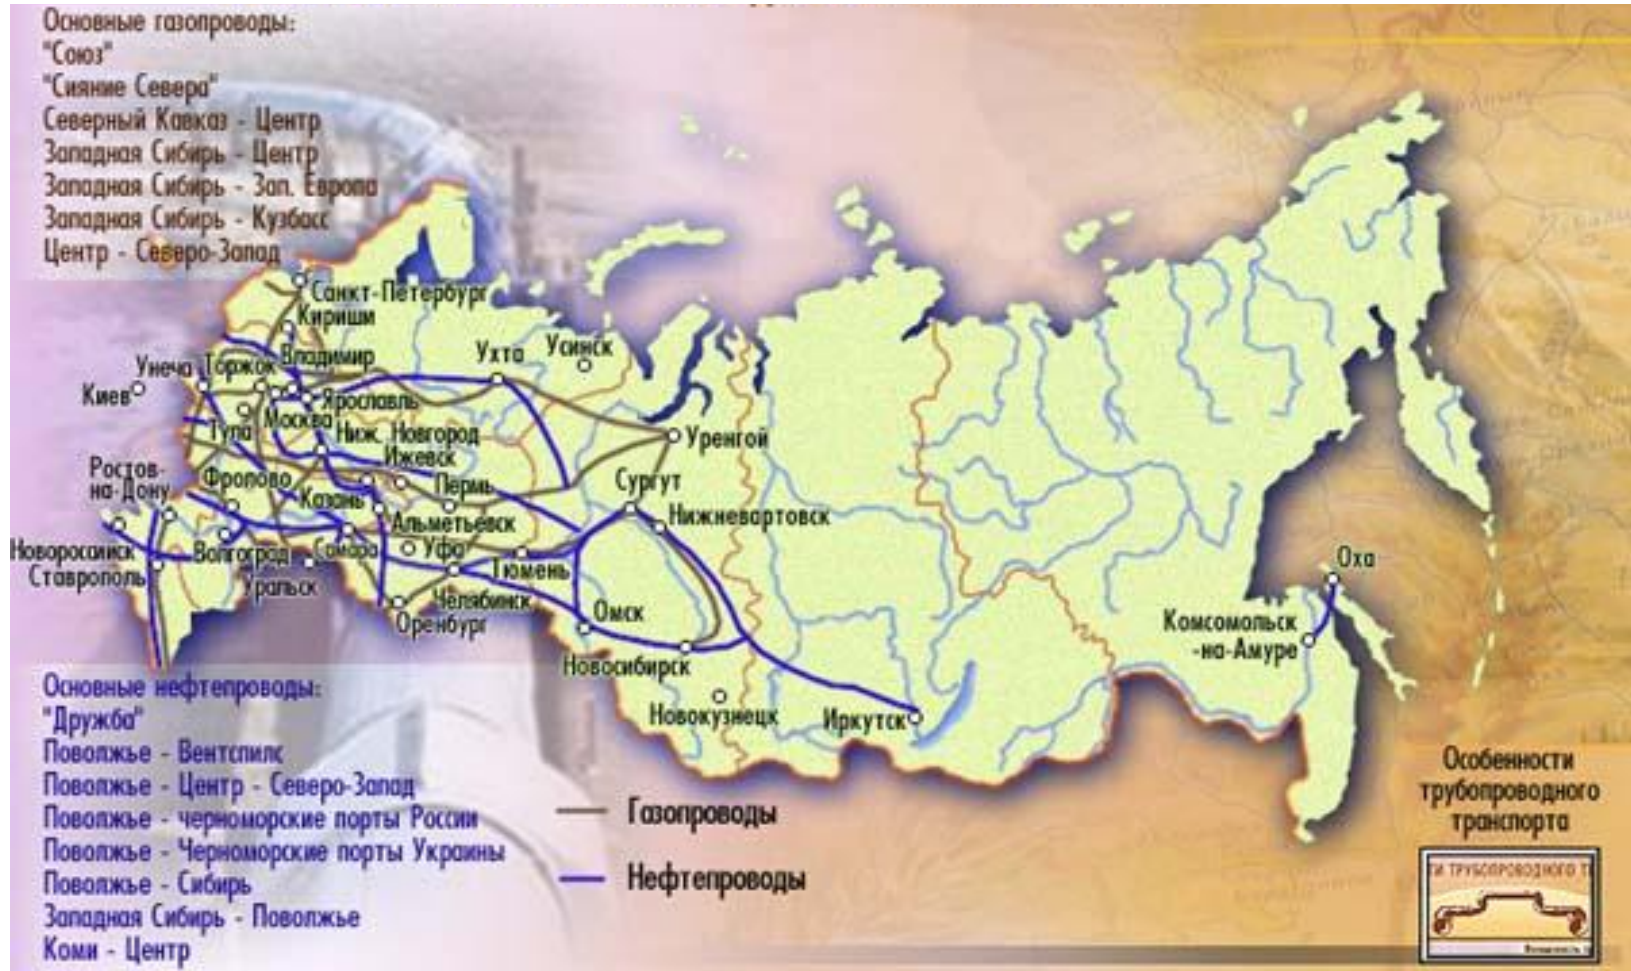 Основные газопроводы:
"Союз"
"Сияние Севера"
Северный Кавказ - Центр
Западная Сибирь - Центр
Западная Сибирь - Зап. Европа
Западная Сибирь - Кузбасс
Центр - Северо-Запад
Санкт-Петербург
Кириши
Владимир
Унеча
Торжок
Ухта
Усинск
Киев
Ярославль
Москва
Тула
Ниж. Новгород
Уренгой
Ижевск
Ростов-
на-Дону
Фролово
Казань
Пермь
Сургут
Альметьевск
Нижневартовск
Новороссийск
Волгоград
Самара
Уфа
Тюмень
Ставрополь
Уральск
Челябинск
Оренбург
Омск
Новосибирск
Новокузнецк
Иркутск
Оха
Комсомольск
-на-Амуре
Основные нефтепроводы:
"Дружба"
Поволжье - Вентспилс
Поволжье - Центр - Северо-Запад
Поволжье - черноморские порты России
Поволжье - Черноморские порты Украины
Поволжье - Сибирь
Западная Сибирь - Поволжье
Коми - Центр
Газопроводы
Нефтепроводы
Особенности
трубопроводного
транспорта
ТИ ТРУБОПРОВОДНОГО Т